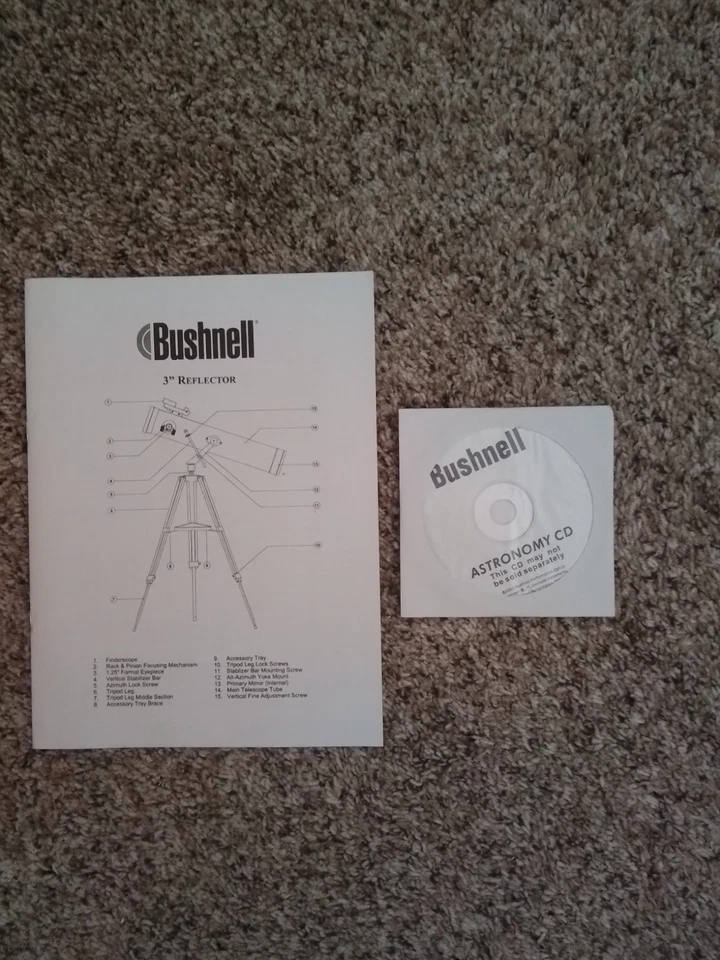 Bushnell®
3" REFLECTOR
1. Finderscope
2. Rack & Pinion Focusing Mechanism
3. 1.25" Format Eyepiece
4. Vertical Stabilizer Bar
5. Azimuth Lock Screw
6. Tripod Leg
7. Tripod Leg Middle Section
8. Accessory Tray Brace
9. Accessory Tray
10. Tripod Leg Lock Screws
11. Stablizer Bar Mounting Screw
12. Alt-Azimuth Yoke Mount
13. Primary Mirror (Internal)
14. Main Telescope Tube
15. Vertical Fine Adjustment Screw
Bushnell
ASTRONOMY CD
This CD may not
be sold separately